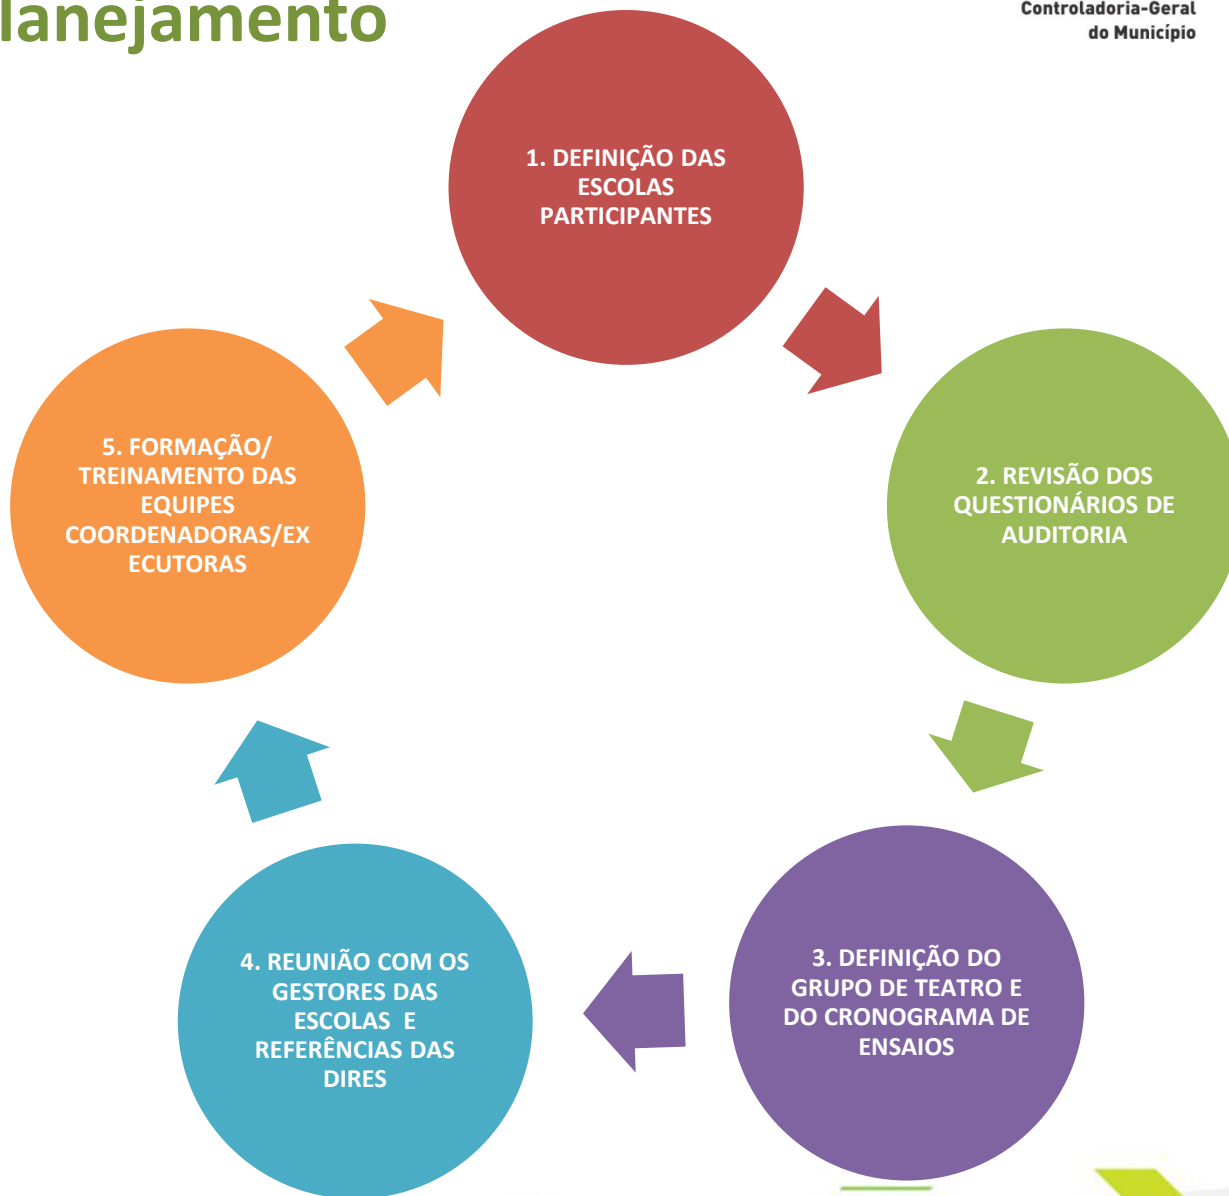 lanejamento
Controladoria-Geral
do Município
1. DEFINIÇÃO DAS
ESCOLAS
PARTICIPANTES
2. REVISÃO DOS
QUESTIONÁRIOS DE
AUDITORIA
3. DEFINIÇÃO DO
GRUPO DE TEATRO E
DO CRONOGRAMA DE
ENSAIOS
4. REUNIÃO COM OS
GESTORES DAS
ESCOLAS E
REFERÊNCIAS DAS
DIRES
5. FORMAÇÃO/
TREINAMENTO DAS
EQUIPES
COORDENADORAS/EX
ECUTORAS